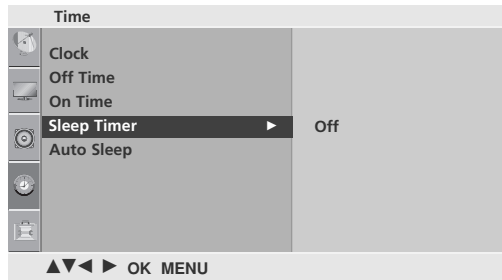 Time
Clock
Off Time
On Time
Sleep Timer ► Off
Auto Sleep
▲▼◄ ► OK MENU